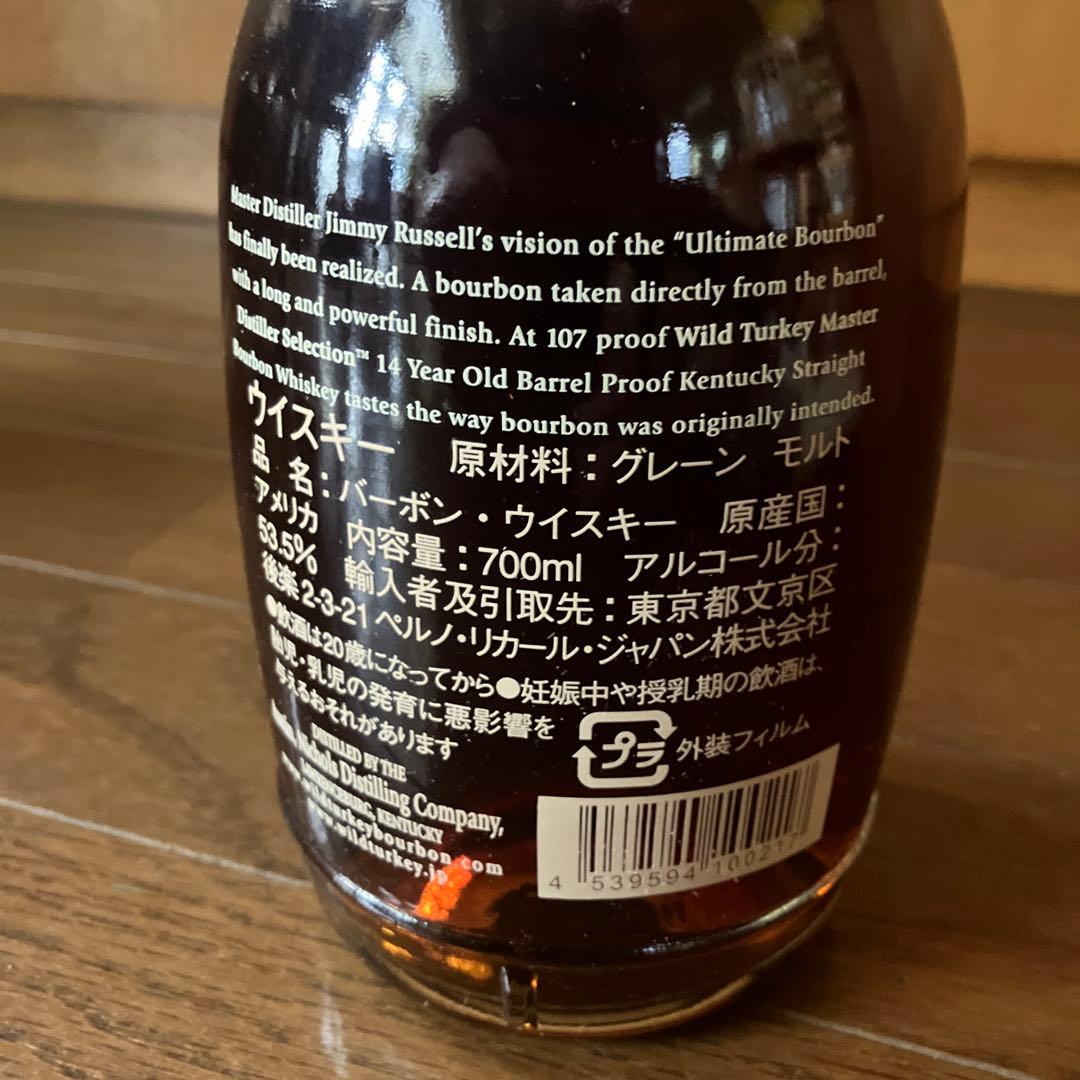 Master Distiller Jimmy Russell's vision of the "Ultimate Bourbon"
has finally been realized. A bourbon taken directly from the barrel,
with a long and powerful finish. At 107 proof Wild Turkey Master
Distiller Selection™ 14 Year Old Barrel Proof Kentucky Straight
Bourbon Whiskey tastes the way bourbon was originally intended.
ウイスキー 原材料：グレーン モルト
品 名：バーボン・ウイスキー 原産国：
アメリカ 内容量：700ml アルコール分：
53.5% 輸入者及引取先：東京都文京区
後楽2-3-21 ペルノ・リカール・ジャパン株式会社
●飲酒は20歳になってから●妊娠中や授乳期の飲酒は、
胎児・乳児の発育に悪影響を
与えるおそれがあります
プラ 外装フィルム
DISTILLED BY THE
Austin, Nichols Distilling Company,
LAWRENCEBURG, KENTUCKY
www.wildturkeybourbon.com
www.wildturkey.jp
4 539594 100217